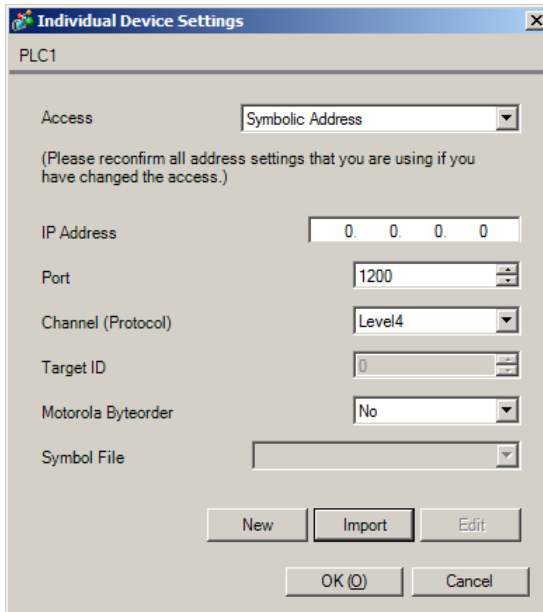 Individual Device Settings
PLC1
Access Symbolic Address
(Please reconfirm all address settings that you are using if you
have changed the access.)
IP Address 0. 0. 0. 0
Port 1200
Channel (Protocol) Level4
Target ID 0
Motorola Byteorder No
Symbol File
New Import Edit
OK (O) Cancel